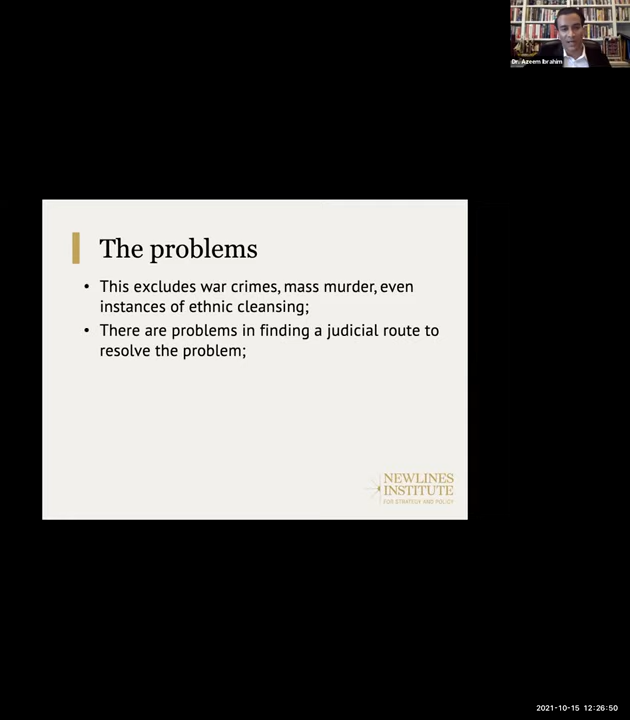 Dr. Azeem Ibrahim
The problems
• This excludes war crimes, mass murder, even
instances of ethnic cleansing;
• There are problems in finding a judicial route to
resolve the problem;
NEWLINES
INSTITUTE
FOR STRATEGY AND POLICY
2021-10-15 12:26:50